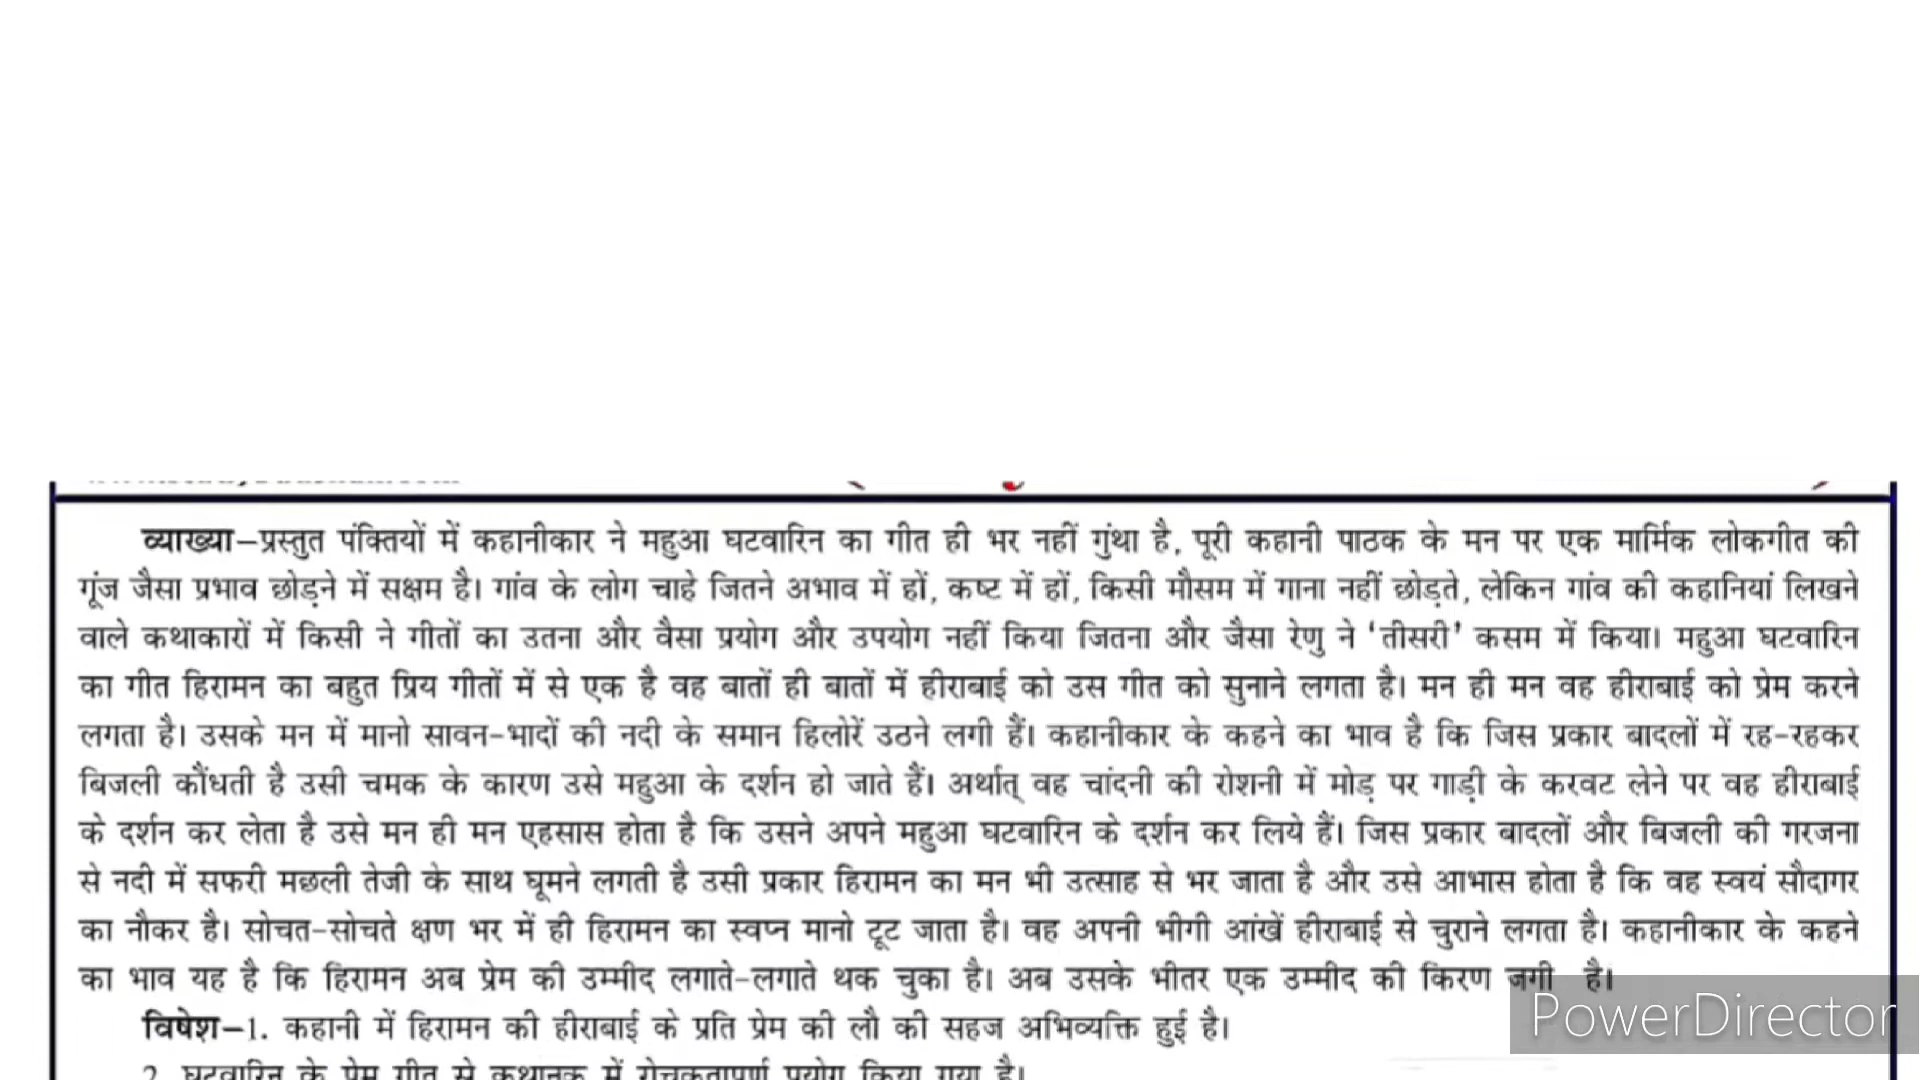 व्याख्या–प्रस्तुत पंक्तियों में कहानीकार ने महुआ घटवारिन का गीत ही भर नहीं गुंथा है, पूरी कहानी पाठक के मन पर एक मार्मिक लोकगीत की
गूंज जैसा प्रभाव छोड़ने में सक्षम है। गांव के लोग चाहे जितने अभाव में हों, कष्ट में हों, किसी मौसम में गाना नहीं छोड़ते, लेकिन गांव की कहानियां लिखने
वाले कथाकारों में किसी ने गीतों का उतना और वैसा प्रयोग और उपयोग नहीं किया जितना और जैसा रेणु ने ‘तीसरी’ कसम में किया। महुआ घटवारिन
का गीत हिरामन का बहुत प्रिय गीतों में से एक है वह बातों ही बातों में हीराबाई को उस गीत को सुनाने लगता है। मन ही मन वह हीराबाई को प्रेम करने
लगता है। उसके मन में मानो सावन-भादों की नदी के समान हिलोरें उठने लगी हैं। कहानीकार के कहने का भाव है कि जिस प्रकार बादलों में रह-रहकर
बिजली कौंधती है उसी चमक के कारण उसे महुआ के दर्शन हो जाते हैं। अर्थात् वह चांदनी की रोशनी में मोड़ पर गाड़ी के करवट लेने पर वह हीराबाई
के दर्शन कर लेता है उसे मन ही मन एहसास होता है कि उसने अपने महुआ घटवारिन के दर्शन कर लिये हैं। जिस प्रकार बादलों और बिजली की गरजना
से नदी में सफरी मछली तेजी के साथ घूमने लगती है उसी प्रकार हिरामन का मन भी उत्साह से भर जाता है और उसे आभास होता है कि वह स्वयं सौदागर
का नौकर है। सोचत-सोचते क्षण भर में ही हिरामन का स्वप्न मानो टूट जाता है। वह अपनी भीगी आंखें हीराबाई से चुराने लगता है। कहानीकार के कहने
का भाव यह है कि हिरामन अब प्रेम की उम्मीद लगाते-लगाते थक चुका है। अब उसके भीतर एक उम्मीद की किरण जगी है।
विषेश–1. कहानी में हिरामन की हीराबाई के प्रति प्रेम की लौ की सहज अभिव्यक्ति हुई है।
2. घटवारिन के प्रेम गीत से कथानक में रोचकतापूर्ण प्रयोग किया गया है।
PowerDirector